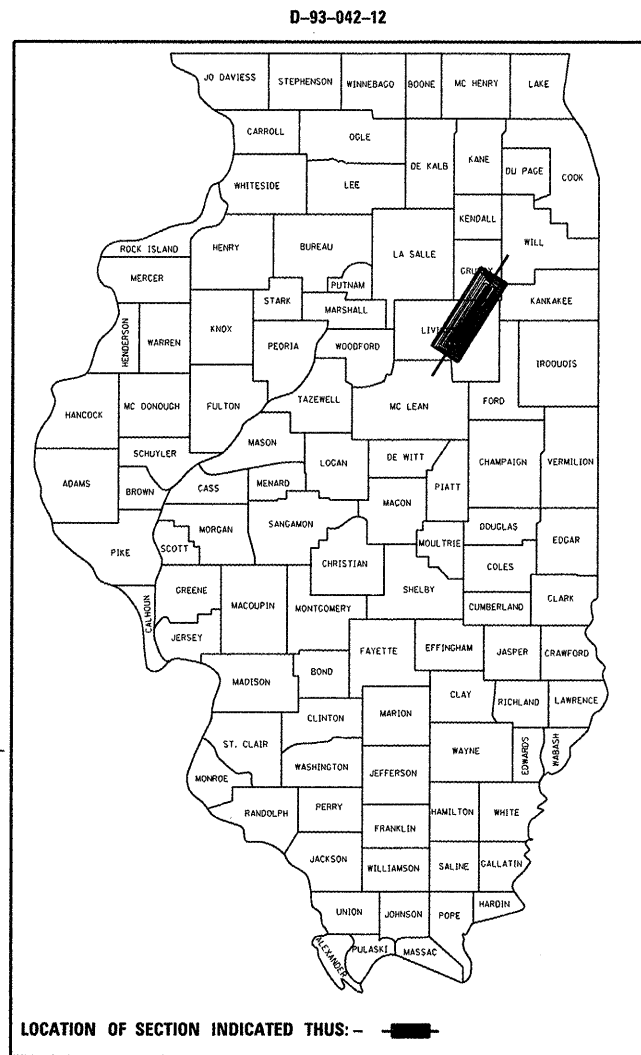 D-93-042-12
JO DAVIESS STEPHENSON WINNEBAGO BOONE MC HENRY LAKE
CARROLL OGLE DE KALB KANE DU PAGE COOK
WHITESIDE LEE
KENDALL
ROCK ISLAND HENRY BUREAU LA SALLE WILL
MERCER PUTNAM
STARK MARSHALL KANKAKEE
HENDERSON WARREN KNOX PEORIA WOODFORD IROQUOIS
HANCOCK MC DONOUGH FULTON TAZEWELL MC LEAN FORD
MASON
SCHUYLER LOGAN DE WITT CHAMPAIGN VERMILION
ADAMS BROWN CASS MENARD PIATT
MACON
PIKE SCOTT MORGAN SANGAMON MOULTRIE DOUGLAS EDGAR
CHRISTIAN COLES
CALHOUN GREENE MACOUPIN MONTGOMERY SHELBY CUMBERLAND CLARK
JERSEY FAYETTE EFFINGHAM JASPER CRAWFORD
MADISON BOND
CLAY RICHLAND LAWRENCE
CLINTON MARION
ST. CLAIR WAYNE EDWARDS WABASH
WASHINGTON JEFFERSON
MONROE
RANDOLPH PERRY HAMILTON WHITE
FRANKLIN
JACKSON WILLIAMSON SALINE GALLATIN
UNION JOHNSON POPE HARDIN
ALEXANDER PULASKI MASSAC
LOCATION OF SECTION INDICATED THUS: -